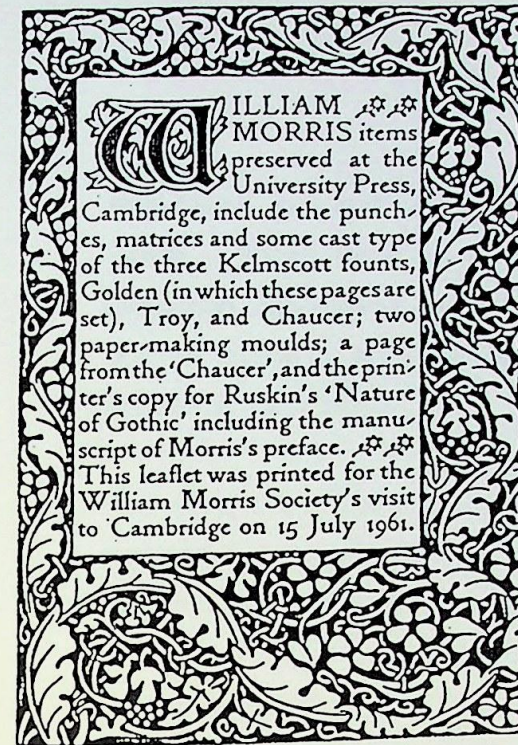 WILLIAM
MORRIS items
preserved at the
University Press,
Cambridge, include the punch-
es, matrices and some cast type
of the three Kelmscott founts,
Golden (in which these pages are
set), Troy, and Chaucer; two
paper-making moulds; a page
from the 'Chaucer', and the prin-
ter's copy for Ruskin's 'Nature
of Gothic' including the manu-
script of Morris's preface.
This leaflet was printed for the
William Morris Society's visit
to Cambridge on 15 July 1961.